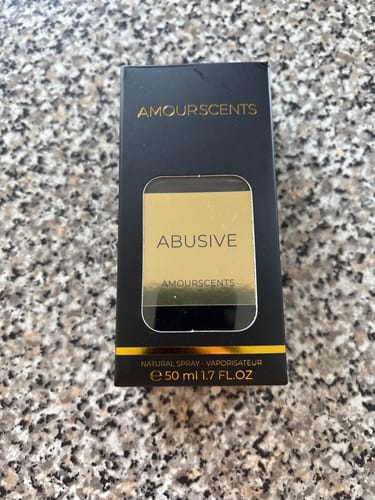 AMOURSCENTS
ABUSIVE
AMOURSCENTS
NATURAL SPRAY - VAPORISATEUR
℮ 50 ml 1.7 FL.OZ